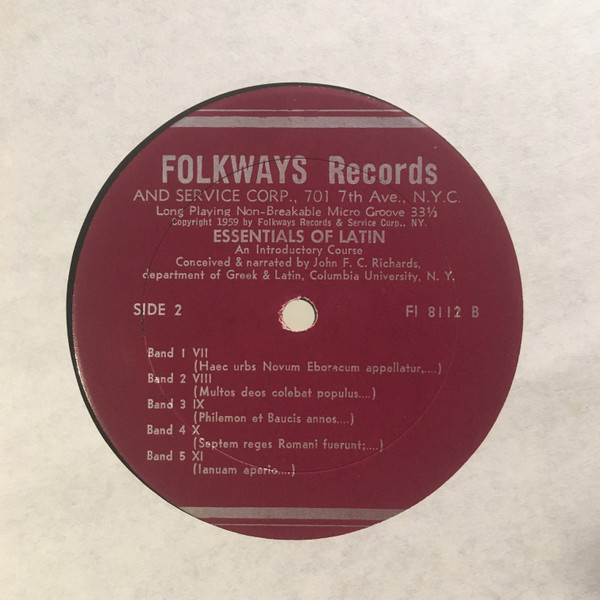 FOLKWAYS Records
AND SERVICE CORP., 701 7th Ave., N.Y.C.
Long Playing Non-Breakable Micro Groove 33⅓
Copyright 1959 by Folkways Records & Service Corp., NY.
ESSENTIALS OF LATIN
An Introductory Course
Conceived & narrated by John F. C. Richards,
department of Greek & Latin, Columbia University, N. Y.
SIDE 2 FI 8112 B
Band 1 VII
(Haec urbs Novum Eboracum appellatur,....)
Band 2 VIII
(Multos deos colebat populus....)
Band 3 IX
(Philemon et Baucis annos....)
Band 4 X
(Septem reges Romani fuerunt;....)
Band 5 XI
(Ianuam aperio....)